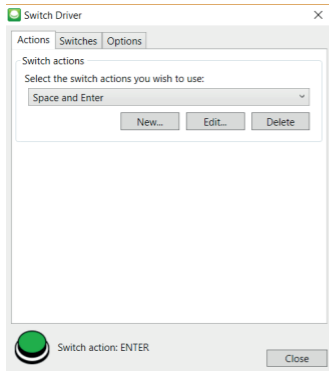 Switch Driver
Actions Switches Options
Switch actions
Select the switch actions you wish to use:
Space and Enter
New... Edit... Delete
Switch action: ENTER
Close